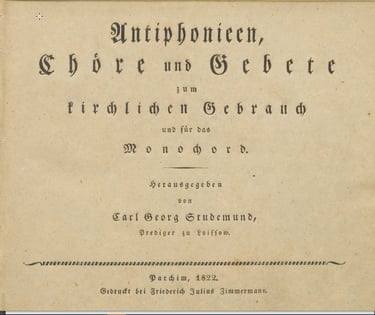 Antiphonieen,
Chöre und Gebete
zum
kirchlichen Gebrauch
und für das
Monochord.
Herausgegeben
von
Carl Georg Studemund,
Prediger zu Loissow.
Parchim, 1822.
Gedruckt bei Friederich Julius Zimmermann.